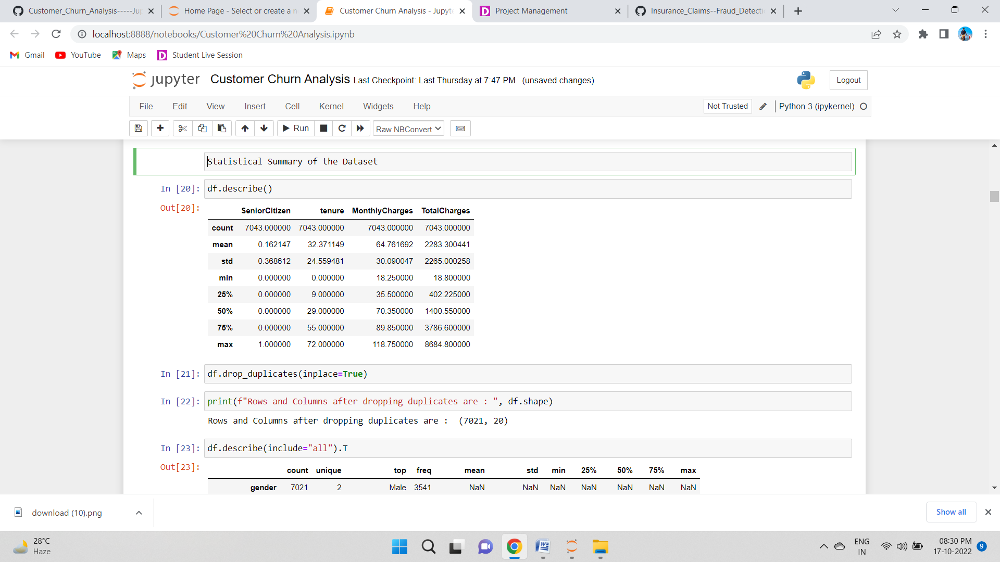 Customer_Churn_Analysis-----Jup
Home Page - Select or create a n
Customer Churn Analysis - Jupyte
Project Management
Insurance_Claims--Fraud_Detecti
localhost:8888/notebooks/Customer%20Churn%20Analysis.ipynb
Gmail YouTube Maps Student Live Session
jupyter Customer Churn Analysis Last Checkpoint: Last Thursday at 7:47 PM (unsaved changes) Logout
File Edit View Insert Cell Kernel Widgets Help Not Trusted Python 3 (ipykernel)
Run Raw NBConvert
Statistical Summary of the Dataset
In [20]: df.describe()
Out[20]:
SeniorCitizen tenure MonthlyCharges TotalCharges
count 7043.000000 7043.000000 7043.000000 7043.000000
mean 0.162147 32.371149 64.761692 2283.300441
std 0.368612 24.559481 30.090047 2265.000258
min 0.000000 0.000000 18.250000 18.800000
25% 0.000000 9.000000 35.500000 402.225000
50% 0.000000 29.000000 70.350000 1400.550000
75% 0.000000 55.000000 89.850000 3786.600000
max 1.000000 72.000000 118.750000 8684.800000
In [21]: df.drop_duplicates(inplace=True)
In [22]: print(f"Rows and Columns after dropping duplicates are : ", df.shape)
Rows and Columns after dropping duplicates are :  (7021, 20)
In [23]: df.describe(include="all").T
Out[23]:
count unique top freq mean std min 25% 50% 75% max
gender 7021 2 Male 3541 NaN NaN NaN NaN NaN NaN NaN
download (10).png Show all
28°C
Haze
ENG
IN
08:30 PM
17-10-2022
9